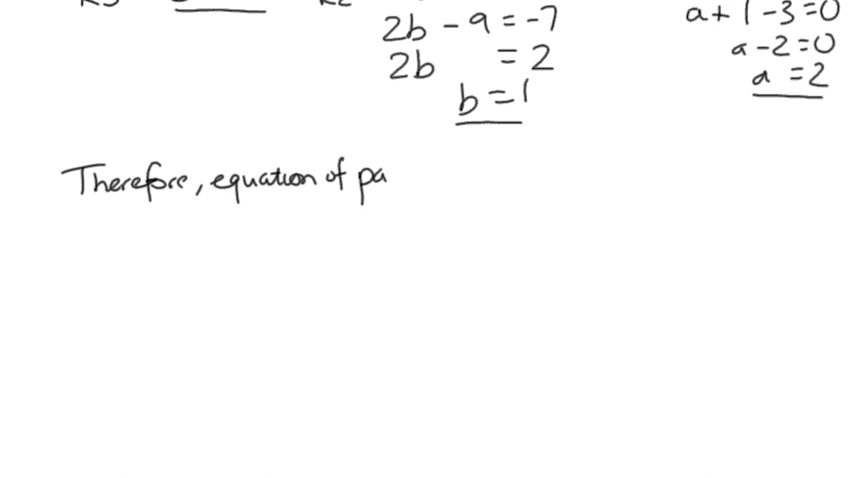 2b - 9 = -7
2b = 2
b = 1
a + 1 - 3 = 0
a - 2 = 0
a = 2
Therefore, equation of pa